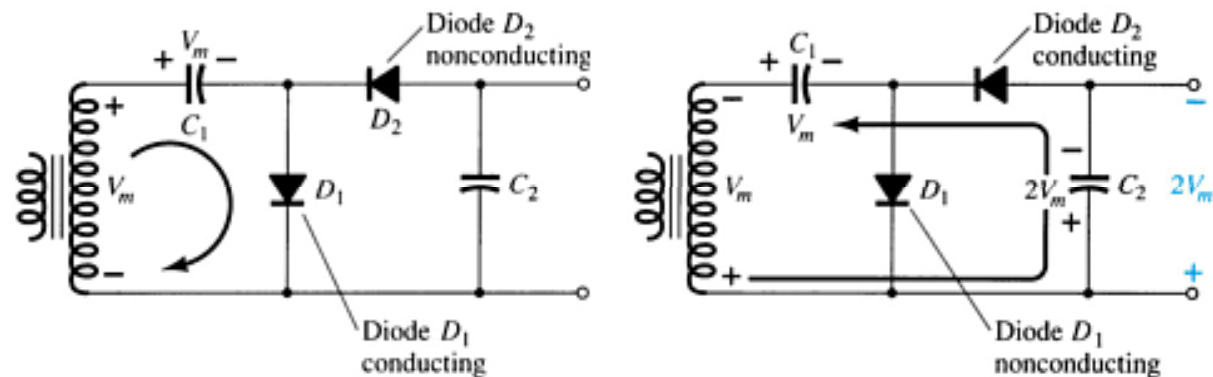 Diode D₂
nonconducting
+ Vₘ −
C₁
D₂
+
Vₘ
−
D₁
C₂
Diode D₁
conducting
Diode D₂
conducting
+ C₁ −
Vₘ
−
Vₘ
+
D₁
2Vₘ
−
+
C₂
−
2Vₘ
+
Diode D₁
nonconducting